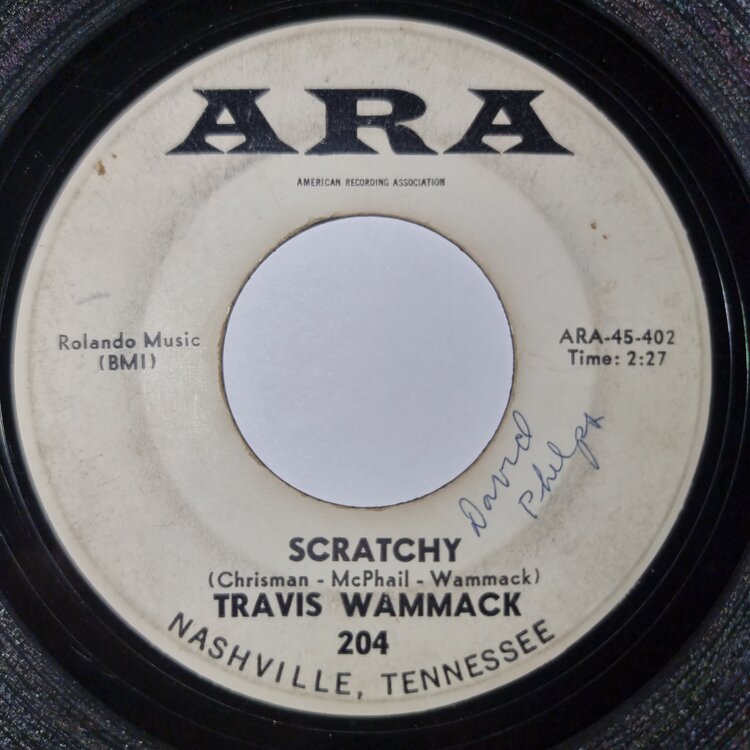 ARA
AMERICAN RECORDING ASSOCIATION
Rolando Music
(BMI)
ARA-45-402
Time: 2:27
David
Phelps
SCRATCHY
(Chrisman - McPhail - Wammack)
TRAVIS WAMMACK
204
NASHVILLE, TENNESSEE